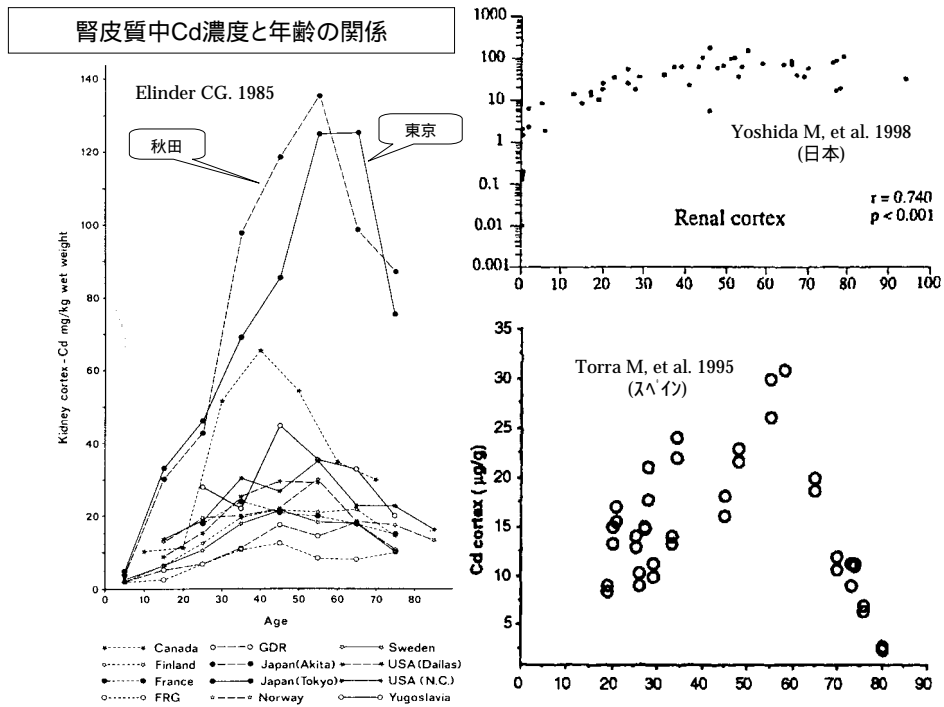 腎皮質中Cd濃度と年齢の関係
Elinder CG. 1985
秋田
東京
Kidney cortex - Cd mg/kg wet weight
140
120
100
80
60
40
20
0
10 20 30 40 50 60 70 80
Age
Canada
Finland
France
FRG
GDR
Japan(Akita)
Japan(Tokyo)
Norway
Sweden
USA(Dallas)
USA(N.C.)
Yugoslavia
1000
100
10
1
0.1
0.01
0.001
Yoshida M, et al. 1998
(日本)
r = 0.740
p < 0.001
Renal cortex
0 10 20 30 40 50 60 70 80 90 100
35
30
25
20
15
10
5
Torra M, et al. 1995
(スペイン)
Cd cortex (μg/g)
0 10 20 30 40 50 60 70 80